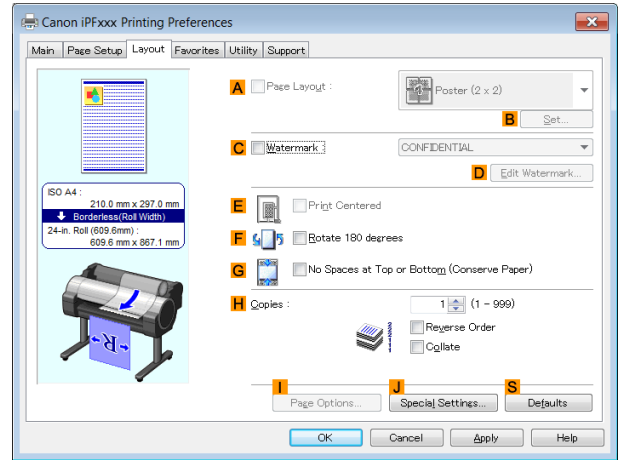 Canon iPFxxx Printing Preferences
Main Page Setup Layout Favorites Utility Support
A Page Layout : Poster (2 x 2)
B Set...
C Watermark : CONFIDENTIAL
D Edit Watermark...
ISO A4 :
210.0 mm x 297.0 mm
Borderless(Roll Width)
24-in. Roll (609.6mm) :
609.6 mm x 867.1 mm
E Print Centered
F Rotate 180 degrees
G No Spaces at Top or Bottom (Conserve Paper)
H Copies : 1 (1 - 999)
Reverse Order
Collate
R
I J S
Page Options... Special Settings... Defaults
OK Cancel Apply Help